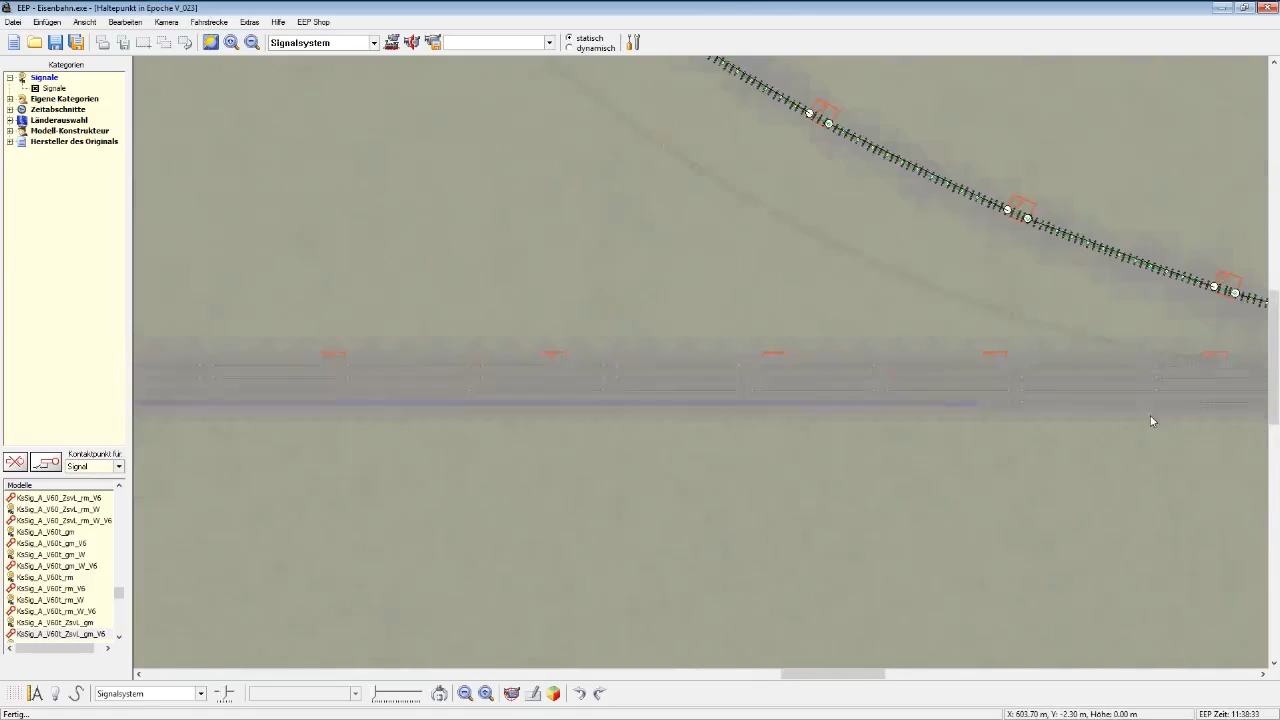 EEP - Eisenbahn.exe - [Haltepunkt in Epoche V_023]
Datei Einfügen Ansicht Bearbeiten Kamera Fahrstrecke Extras Hilfe EEP Shop
Signalsystem
statisch
dynamisch
Kategorien
Signale
Signale
Eigene Kategorien
Zeitabschnitte
Länderauswahl
Modell-Konstrukteur
Hersteller des Originals
Kontaktpunkt für:
Signal
Modelle
KsSig_A_V60_ZsvL_rm_V6
KsSig_A_V60_ZsvL_rm_W
KsSig_A_V60_ZsvL_rm_W_V6
KsSig_A_V60t_gm
KsSig_A_V60t_gm_V6
KsSig_A_V60t_gm_W
KsSig_A_V60t_gm_W_V6
KsSig_A_V60t_rm
KsSig_A_V60t_rm_V6
KsSig_A_V60t_rm_W
KsSig_A_V60t_rm_W_V6
KsSig_A_V60t_ZsvL_gm
KsSig_A_V60t_ZsvL_gm_V6
Signalsystem
Fertig...
X: 603.70 m, Y: -2.30 m, Höhe: 0.00 m
EEP Zeit: 11:38:33